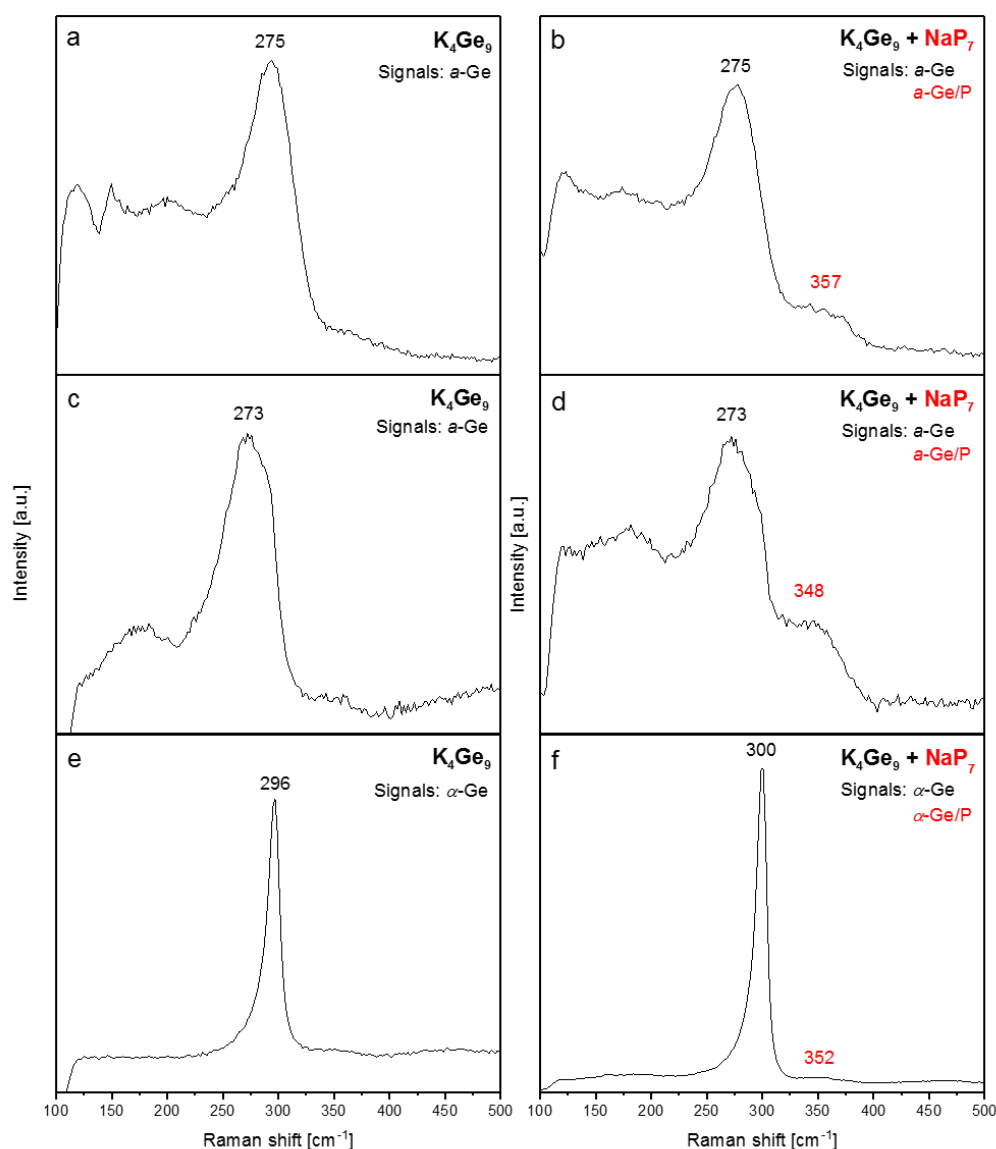 a
K₄Ge₉
Signals: a-Ge
275
b
K₄Ge₉ + NaP₇
Signals: a-Ge
a-Ge/P
275
357
c
K₄Ge₉
Signals: a-Ge
273
d
K₄Ge₉ + NaP₇
Signals: a-Ge
a-Ge/P
273
348
Intensity [a.u.]
Intensity [a.u.]
e
K₄Ge₉
Signals: α-Ge
296
f
K₄Ge₉ + NaP₇
Signals: α-Ge
α-Ge/P
300
352
100 150 200 250 300 350 400 450 500
100 150 200 250 300 350 400 450 500
Raman shift [cm⁻¹]
Raman shift [cm⁻¹]